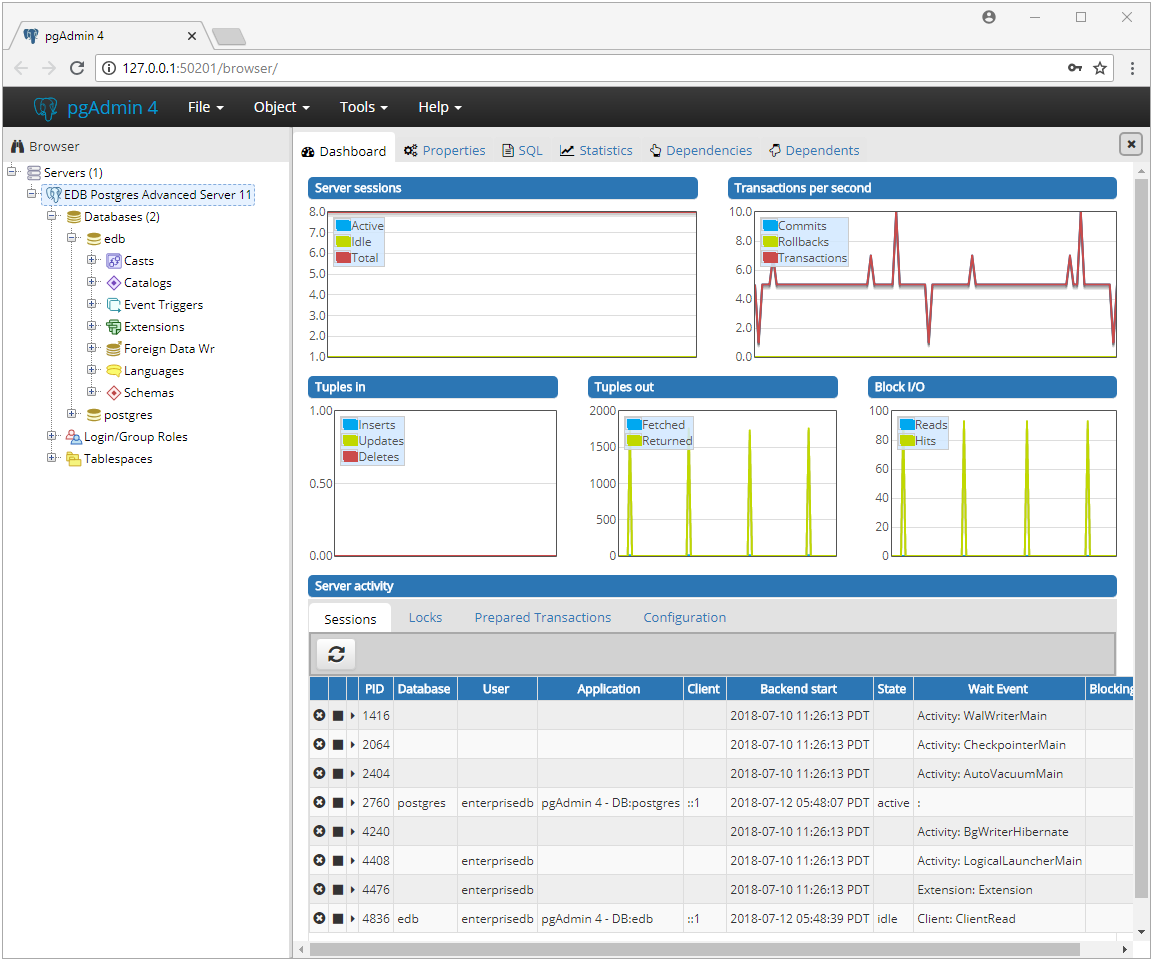 pgAdmin 4
127.0.0.1:50201/browser/
pgAdmin 4 File Object Tools Help
Browser
Servers (1)
EDB Postgres Advanced Server 11
Databases (2)
edb
Casts
Catalogs
Event Triggers
Extensions
Foreign Data Wr
Languages
Schemas
postgres
Login/Group Roles
Tablespaces
Dashboard Properties SQL Statistics Dependencies Dependents
Server sessions
8.0
7.0
6.0
5.0
4.0
3.0
2.0
1.0
Active
Idle
Total
Transactions per second
10.0
8.0
6.0
4.0
2.0
0.0
Commits
Rollbacks
Transactions
Tuples in
1.00
0.50
0.00
Inserts
Updates
Deletes
Tuples out
2000
1500
1000
500
0
Fetched
Returned
Block I/O
100
80
60
40
20
0
Reads
Hits
Server activity
Sessions Locks Prepared Transactions Configuration
PID Database User Application Client Backend start State Wait Event Blocking
1416 2018-07-10 11:26:13 PDT Activity: WalWriterMain
2064 2018-07-10 11:26:13 PDT Activity: CheckpointerMain
2404 2018-07-10 11:26:13 PDT Activity: AutoVacuumMain
2760 postgres enterprisedb pgAdmin 4 - DB:postgres ::1 2018-07-12 05:48:07 PDT active :
4240 2018-07-10 11:26:13 PDT Activity: BgWriterHibernate
4408 enterprisedb 2018-07-10 11:26:13 PDT Activity: LogicalLauncherMain
4476 enterprisedb 2018-07-10 11:26:13 PDT Extension: Extension
4836 edb enterprisedb pgAdmin 4 - DB:edb ::1 2018-07-12 05:48:39 PDT idle Client: ClientRead